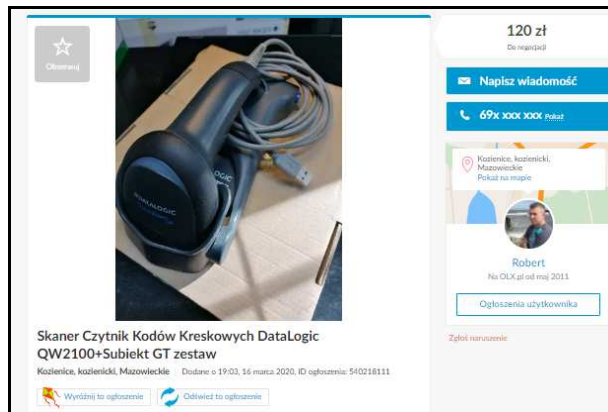 Obserwuj
DATALOGIC
Skaner Czytnik Kodów Kreskowych DataLogic
QW2100+Subiekt GT zestaw
Kozienice, kozienicki, Mazowieckie Dodane o 19:03, 16 marca 2020, ID ogłoszenia: 540218111
Wyróżnij to ogłoszenie Odśwież to ogłoszenie
120 zł
Do negocjacji
Napisz wiadomość
69x xxx xxx Pokaż
Kozienice, kozienicki,
Mazowieckie
Pokaż na mapie
Robert
Na OLX.pl od maj 2011
Ogłoszenia użytkownika
Zgłoś naruszenie